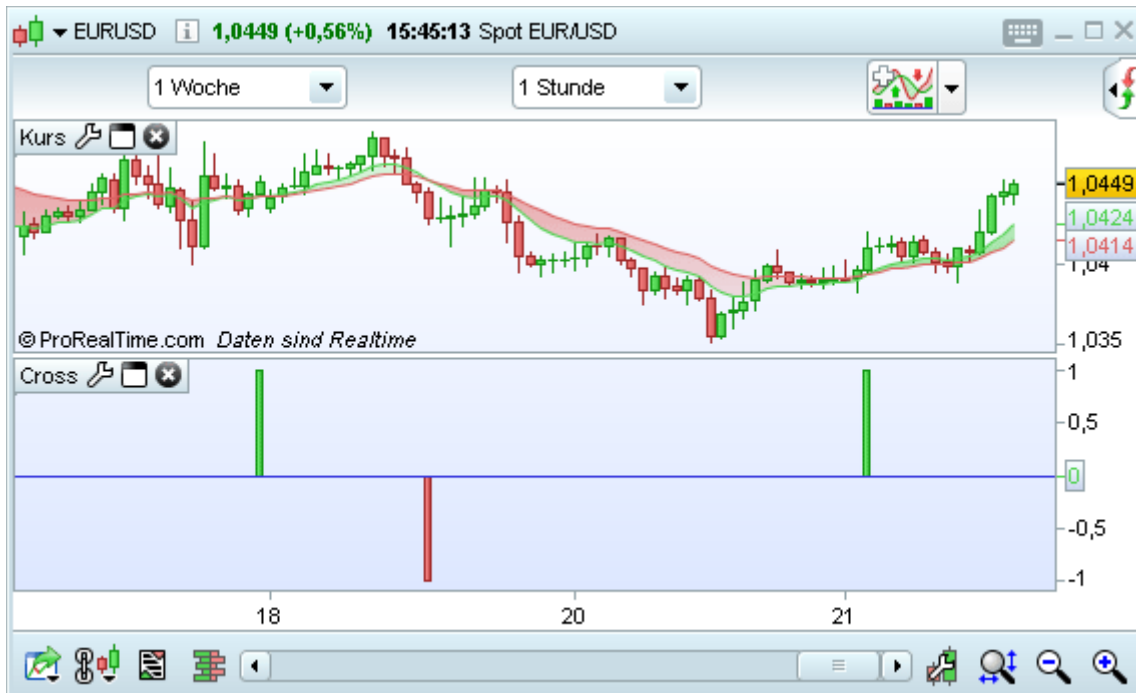 EURUSD i 1,0449 (+0,56%) 15:45:13 Spot EUR/USD
1 Woche 1 Stunde
Kurs
1,0449
1,0424
1,0414
1,04
1,035
© ProRealTime.com Daten sind Realtime
Cross
1
0,5
0
-0,5
-1
18 20 21